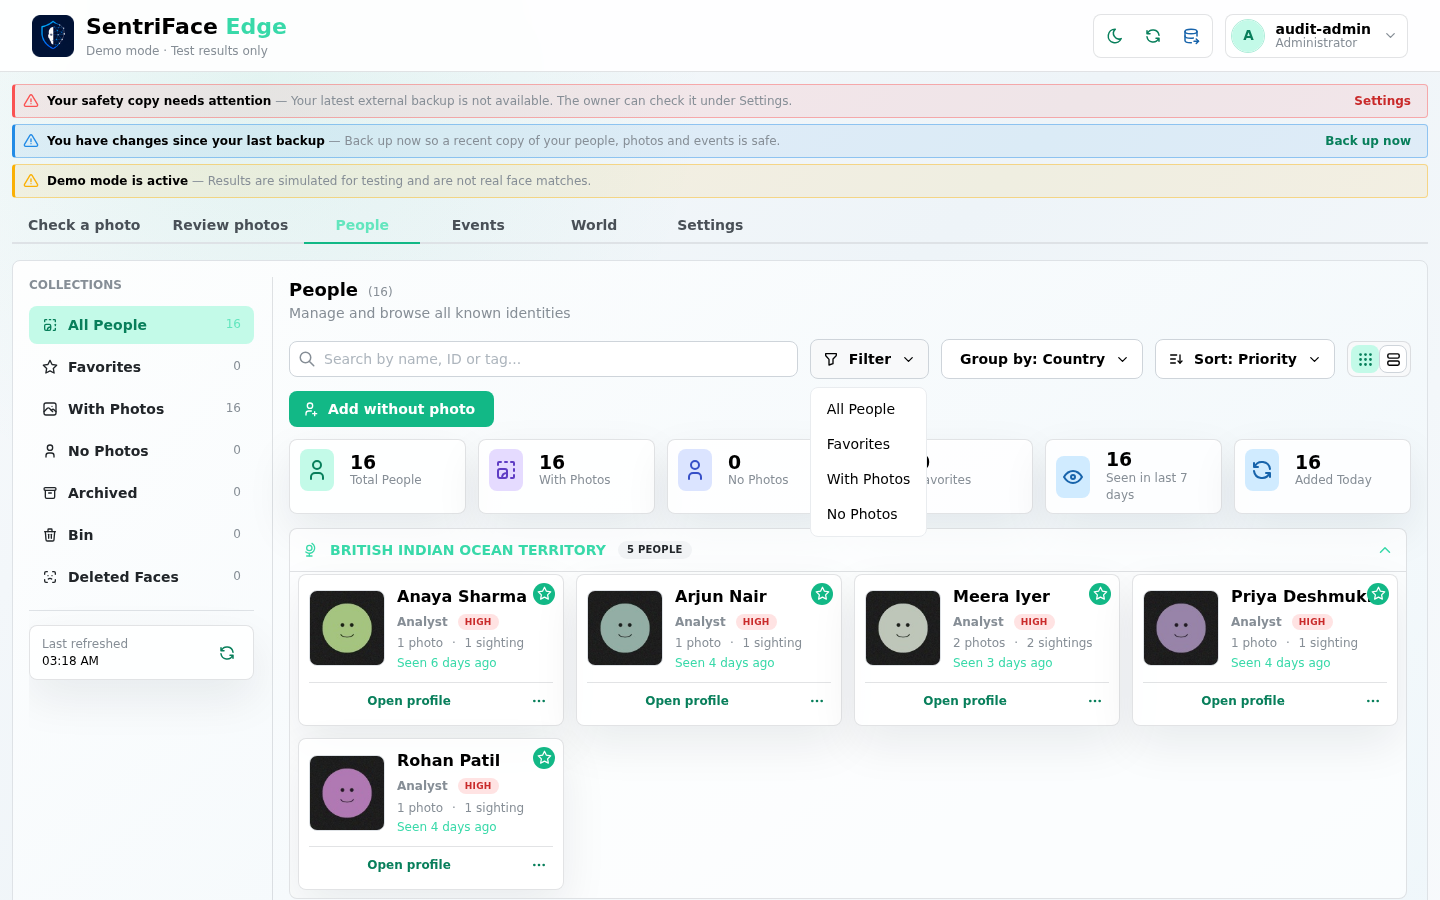 SentriFace Edge
Demo mode · Test results only
A
audit-admin
Administrator
Your safety copy needs attention — Your latest external backup is not available. The owner can check it under Settings.
Settings
You have changes since your last backup — Back up now so a recent copy of your people, photos and events is safe.
Back up now
Demo mode is active — Results are simulated for testing and are not real face matches.
Check a photo
Review photos
People
Events
World
Settings
COLLECTIONS
All People 16
Favorites 0
With Photos 16
No Photos 0
Archived 0
Bin 0
Deleted Faces 0
Last refreshed
03:18 AM
People (16)
Manage and browse all known identities
Search by name, ID or tag...
Filter
Group by: Country
Sort: Priority
All People
Favorites
With Photos
No Photos
Add without photo
16
Total People
16
With Photos
0
No Photos
16
Seen in last 7
days
16
Added Today
BRITISH INDIAN OCEAN TERRITORY 5 PEOPLE
Anaya Sharma
Analyst HIGH
1 photo · 1 sighting
Seen 6 days ago
Open profile
Arjun Nair
Analyst HIGH
1 photo · 1 sighting
Seen 4 days ago
Open profile
Meera Iyer
Analyst HIGH
2 photos · 2 sightings
Seen 3 days ago
Open profile
Priya Deshmuk
Analyst HIGH
1 photo · 1 sighting
Seen 4 days ago
Open profile
Rohan Patil
Analyst HIGH
1 photo · 1 sighting
Seen 4 days ago
Open profile